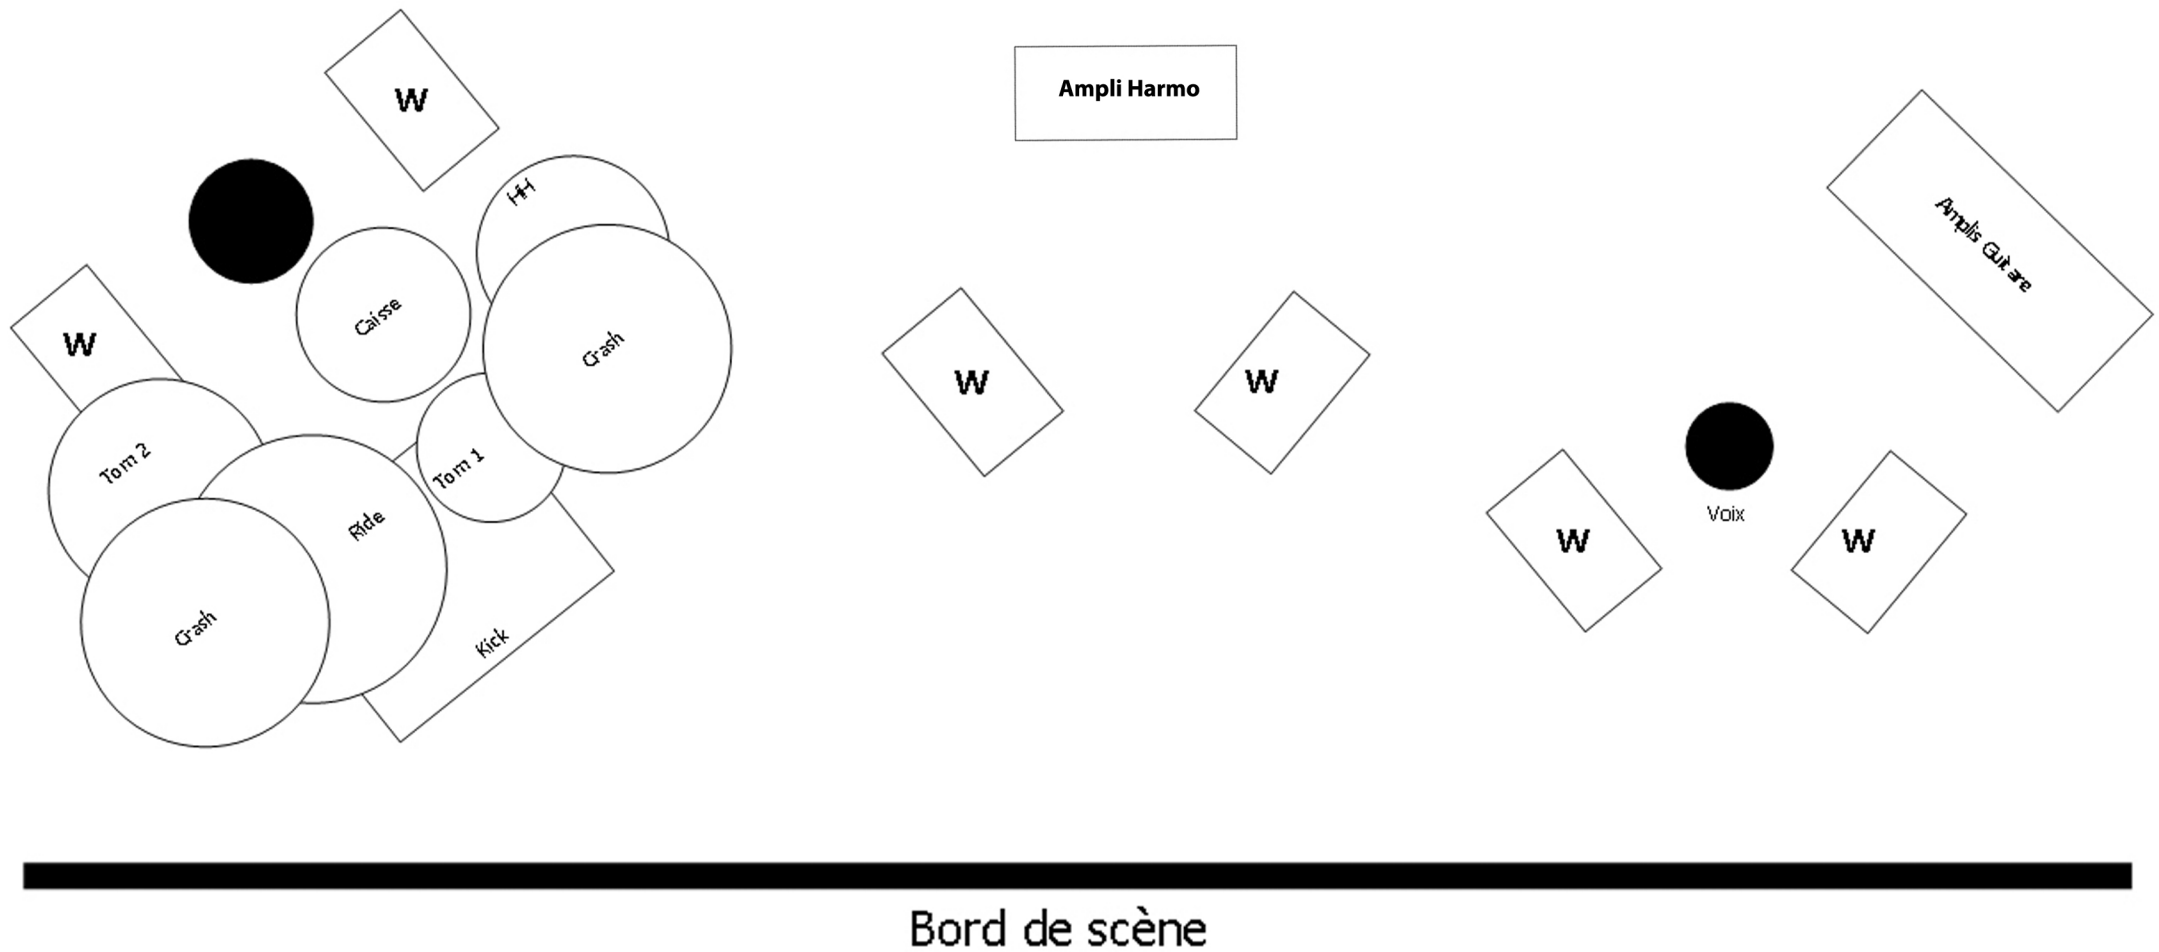 W
Ampli Harmo
HH
Amplis Guitare
Caisse
W
Crash
W
W
Tom 2
Tom 1
Voix
Ride
W
W
Crash
Kick
Bord de scène